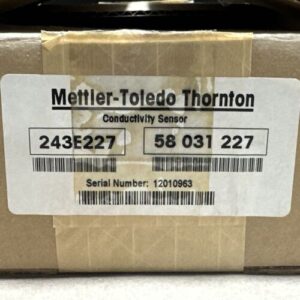 Mettler-Toledo Thornton
Conductivity Sensor
243E227 58 031 227
Serial Number: 12010963